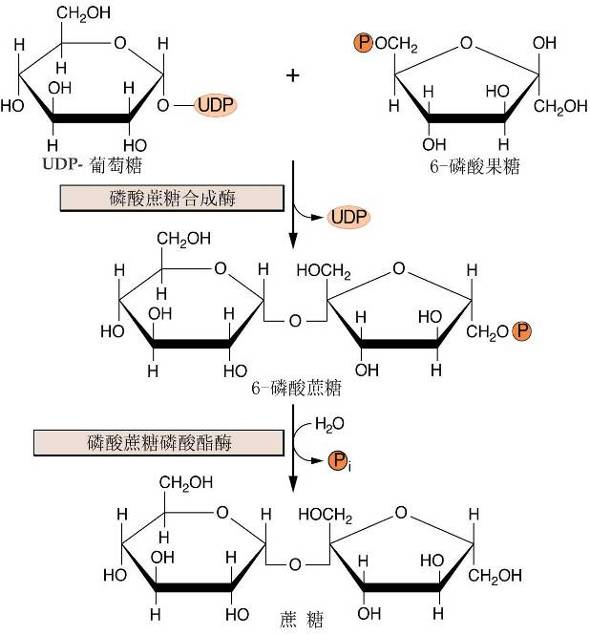 CH₂OH
H O H
H
OH H
HO O UDP
H HO
UDP- 葡萄糖
+
P OCH₂ O OH
H HO
H CH₂OH
OH H
6-磷酸果糖
磷酸蔗糖合成酶
UDP
CH₂OH
H O H HOCH₂ O H
H
OH H H HO
HO O CH₂O P
H HO OH H
6-磷酸蔗糖
磷酸蔗糖磷酸酯酶
H₂O
Pi
CH₂OH
H O H HOCH₂ O H
H
OH H H HO
HO O CH₂OH
H HO OH H
蔗 糖